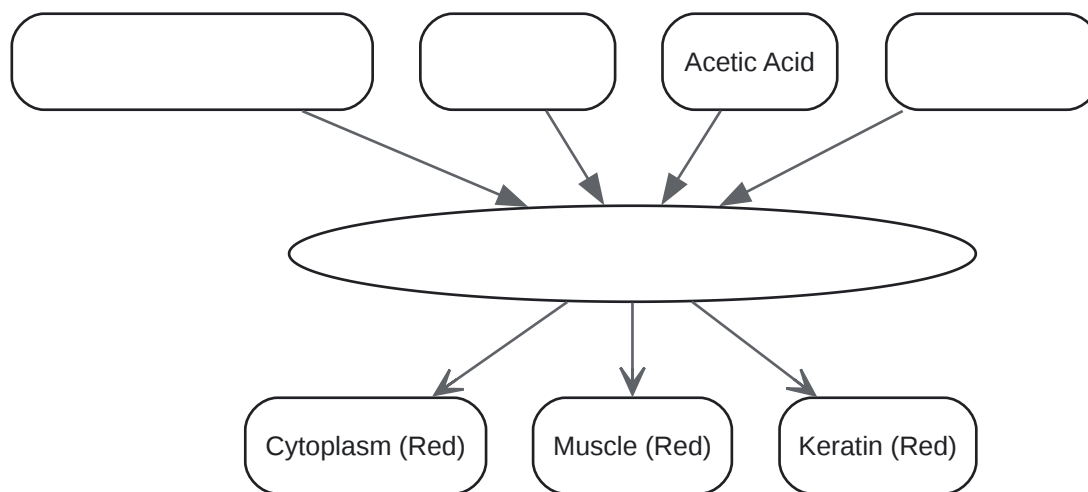 Acetic Acid
Cytoplasm (Red)
Muscle (Red)
Keratin (Red)